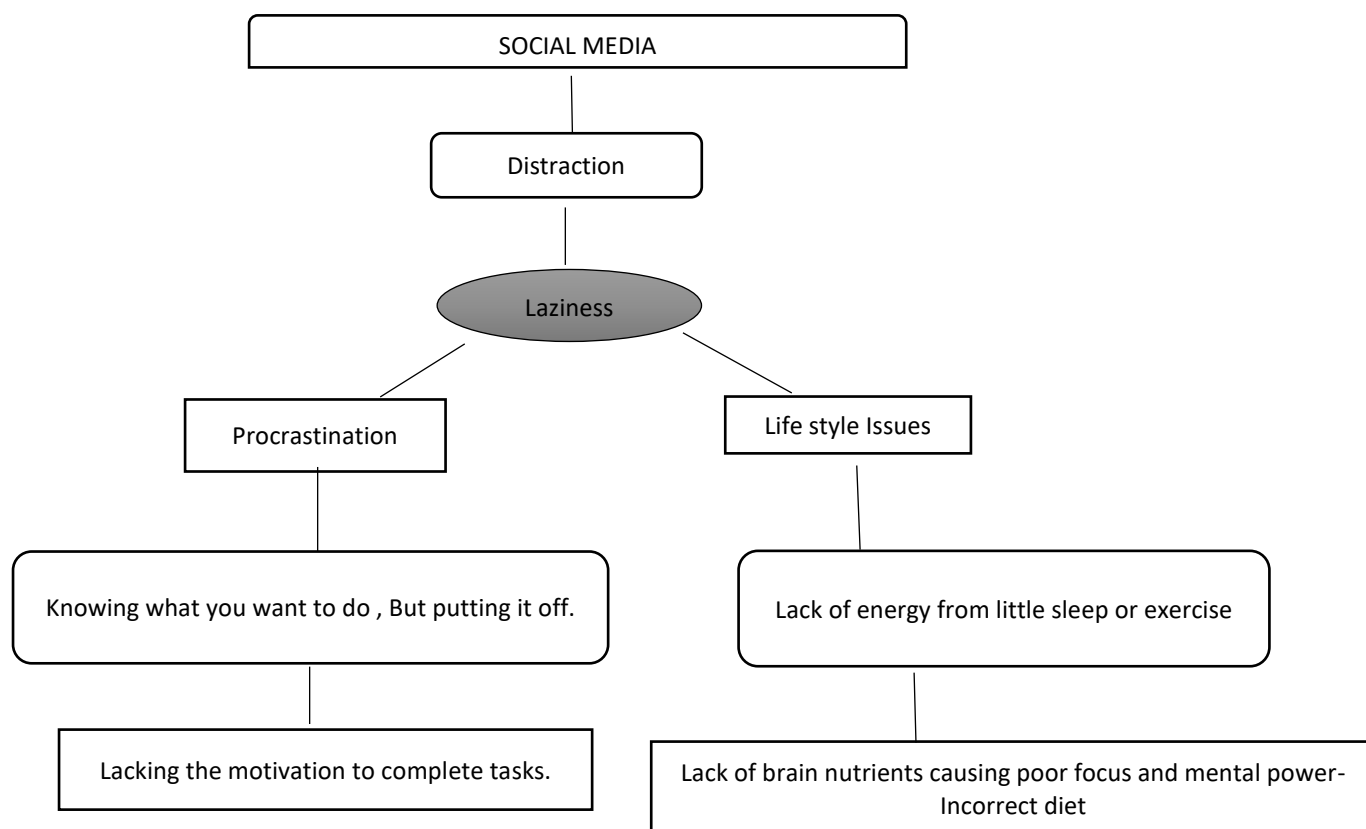 SOCIAL MEDIA
Distraction
Laziness
Procrastination
Life style Issues
Knowing what you want to do , But putting it off.
Lack of energy from little sleep or exercise
Lacking the motivation to complete tasks.
Lack of brain nutrients causing poor focus and mental power-
Incorrect diet